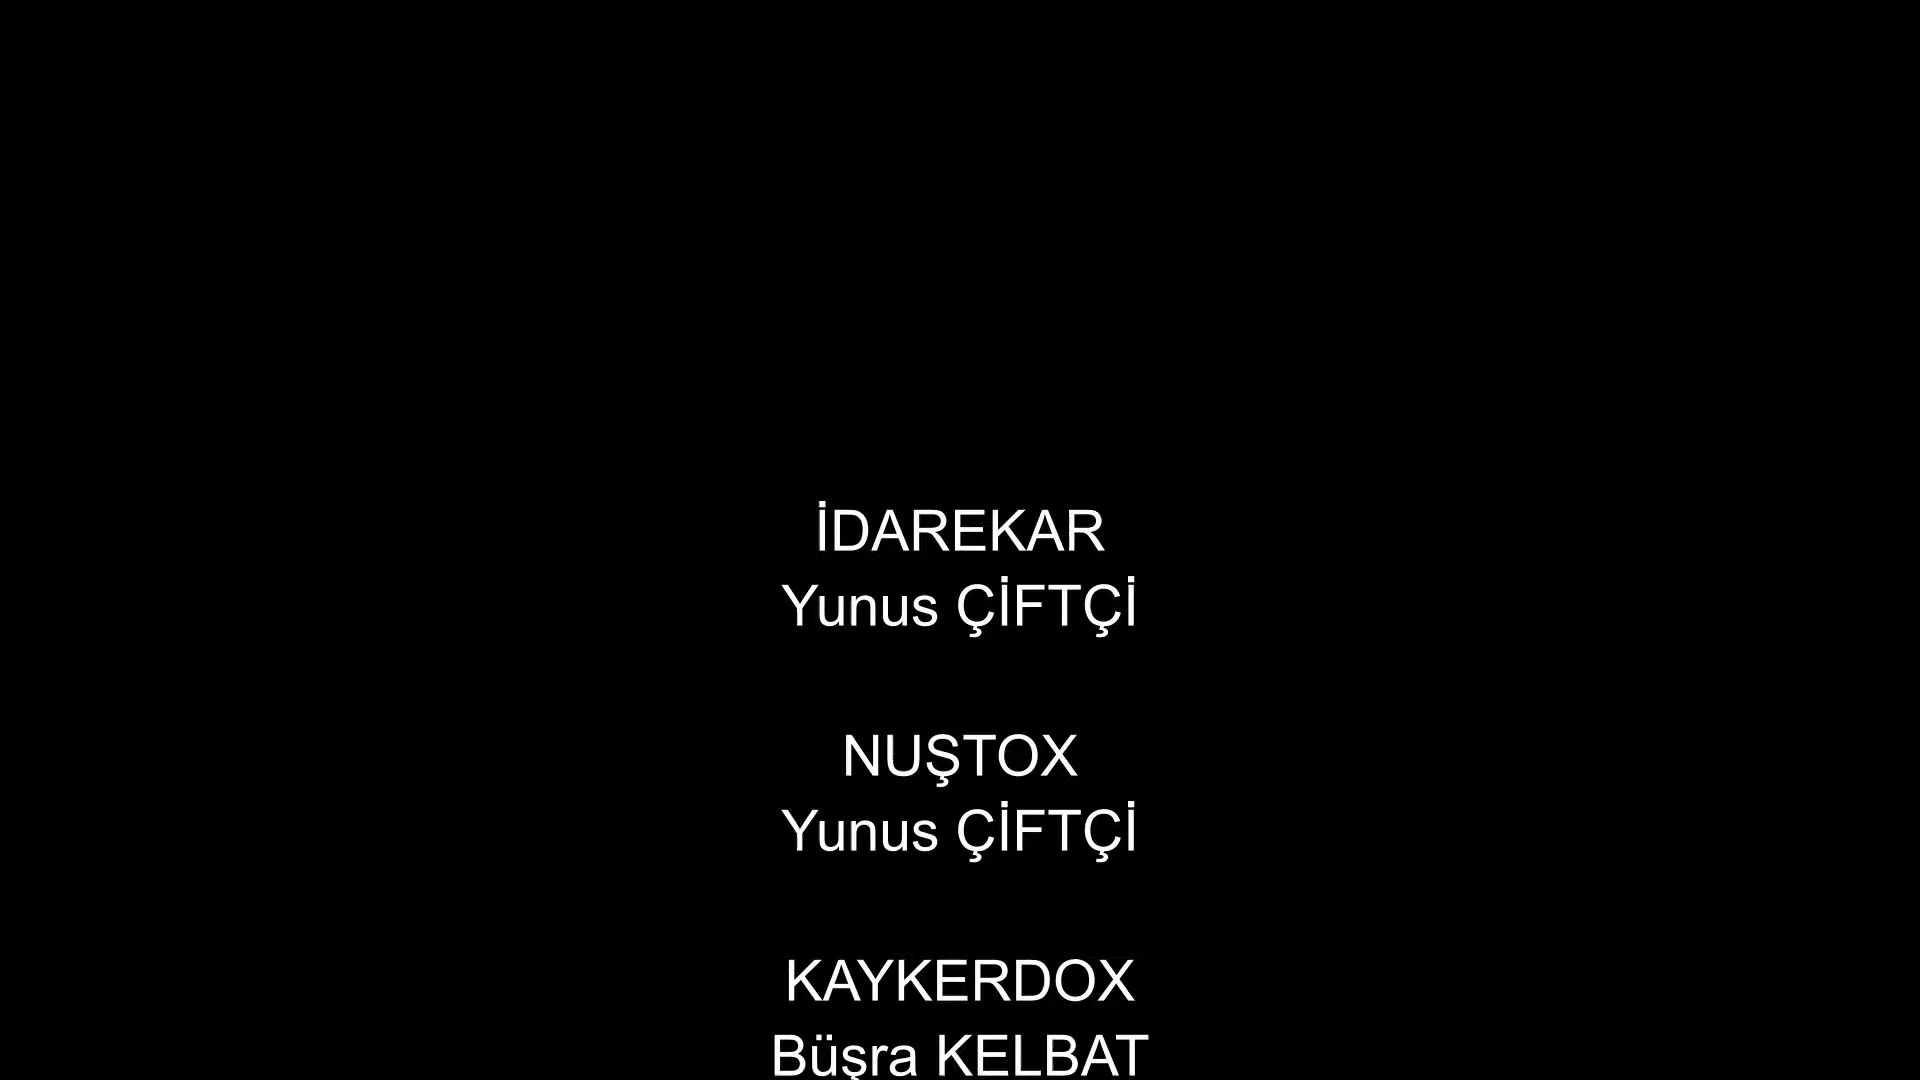 İDAREKAR
Yunus ÇİFTÇİ
NUŞTOX
Yunus ÇİFTÇİ
KAYKERDOX
Büşra KELBAT